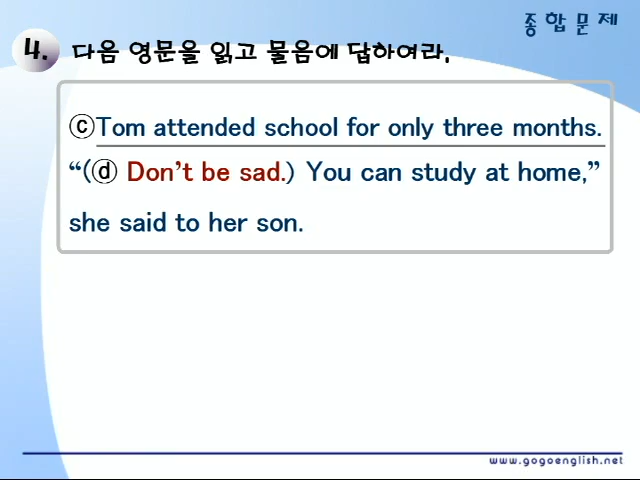 종합문제
4. 다음 영문을 읽고 물음에 답하여라.
ⓒTom attended school for only three months.
“(ⓓ Don’t be sad.) You can study at home,”
she said to her son.
www.gogoenglish.net